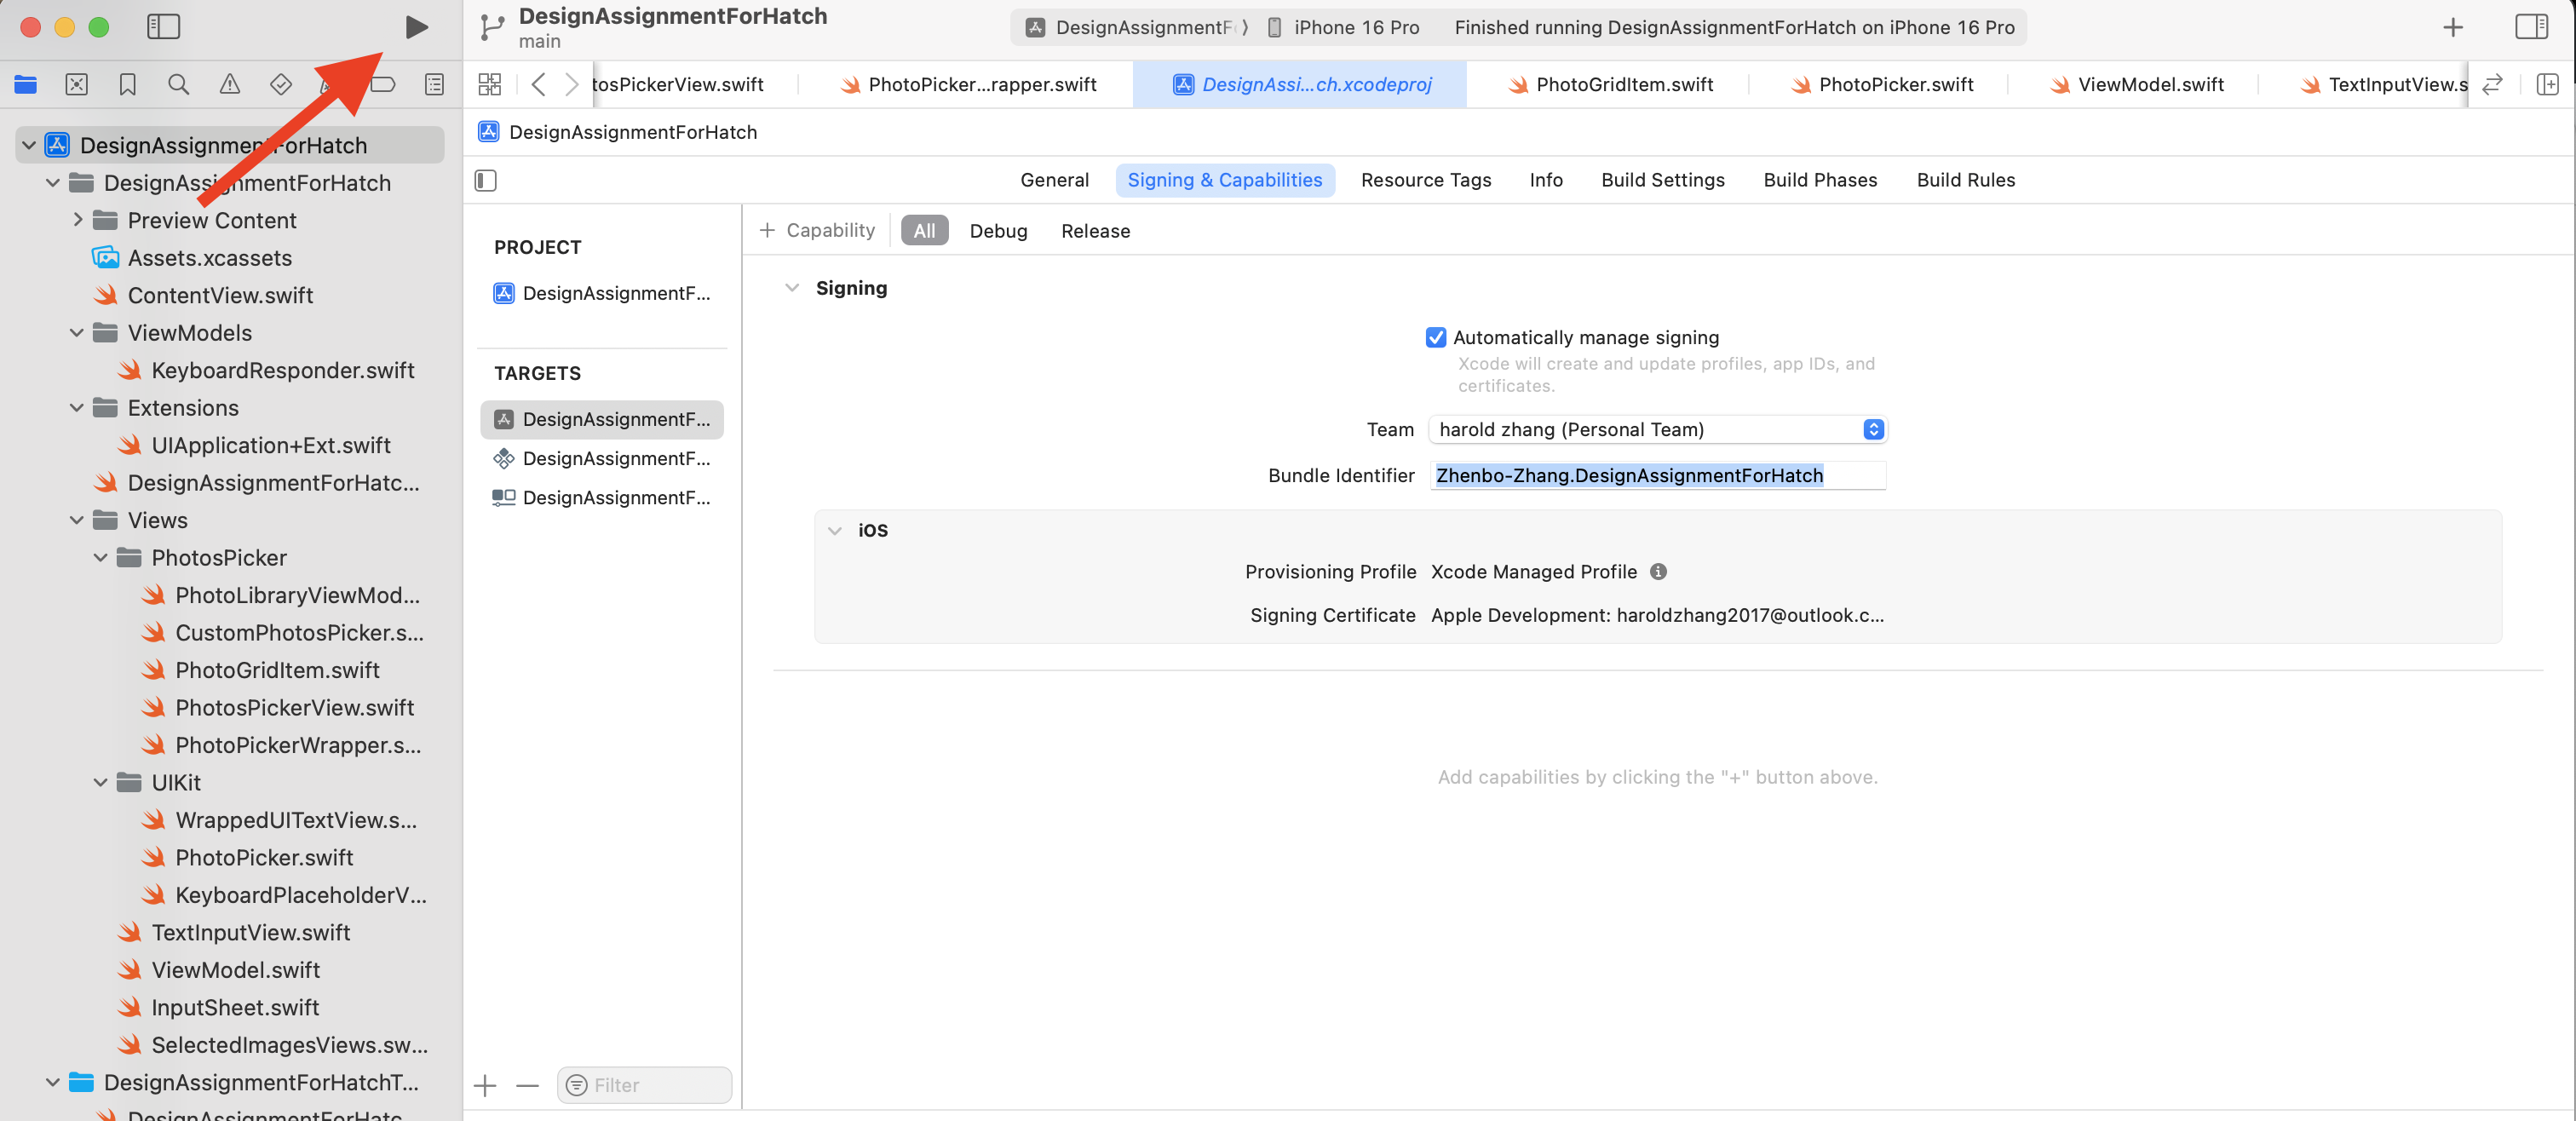 DesignAssignmentForHatch
main
DesignAssignmentF
iPhone 16 Pro
Finished running DesignAssignmentForHatch on iPhone 16 Pro
tosPickerView.swift
PhotoPicker...rapper.swift
DesignAssi...ch.xcodeproj
PhotoGridItem.swift
PhotoPicker.swift
ViewModel.swift
TextInputView.s
DesignAssignmentForHatch
DesignAssignmentForHatch
Preview Content
Assets.xcassets
ContentView.swift
ViewModels
KeyboardResponder.swift
Extensions
UIApplication+Ext.swift
DesignAssignmentForHatc...
Views
PhotosPicker
PhotoLibraryViewMod...
CustomPhotosPicker.s...
PhotoGridItem.swift
PhotosPickerView.swift
PhotoPickerWrapper.s...
UIKit
WrappedUITextView.s...
PhotoPicker.swift
KeyboardPlaceholderV...
TextInputView.swift
ViewModel.swift
InputSheet.swift
SelectedImagesViews.sw...
DesignAssignmentForHatchT...
DesignAssignmentForHatc
DesignAssignmentForHatch
General
Signing & Capabilities
Resource Tags
Info
Build Settings
Build Phases
Build Rules
PROJECT
DesignAssignmentF...
TARGETS
DesignAssignmentF...
DesignAssignmentF...
DesignAssignmentF...
Filter
+ Capability
All
Debug
Release
Signing
Automatically manage signing
Xcode will create and update profiles, app IDs, and
certificates.
Team harold zhang (Personal Team)
Bundle Identifier Zhenbo-Zhang.DesignAssignmentForHatch
iOS
Provisioning Profile Xcode Managed Profile
Signing Certificate Apple Development: haroldzhang2017@outlook.c...
Add capabilities by clicking the "+" button above.